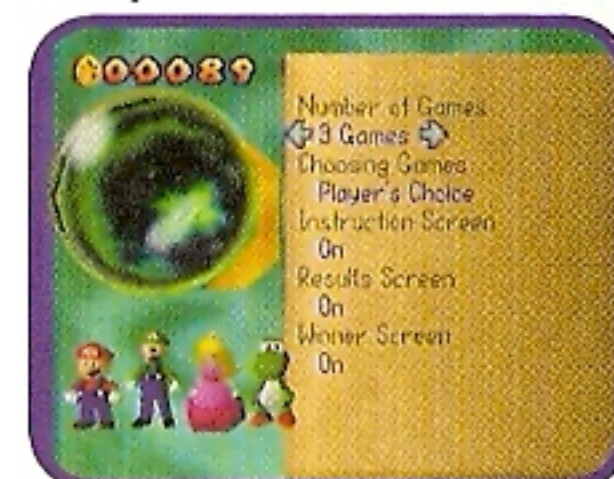 00089
Number of Games
3 Games
Choosing Games
Player's Choice
Instruction Screen
On
Results Screen
On
Winner Screen
On